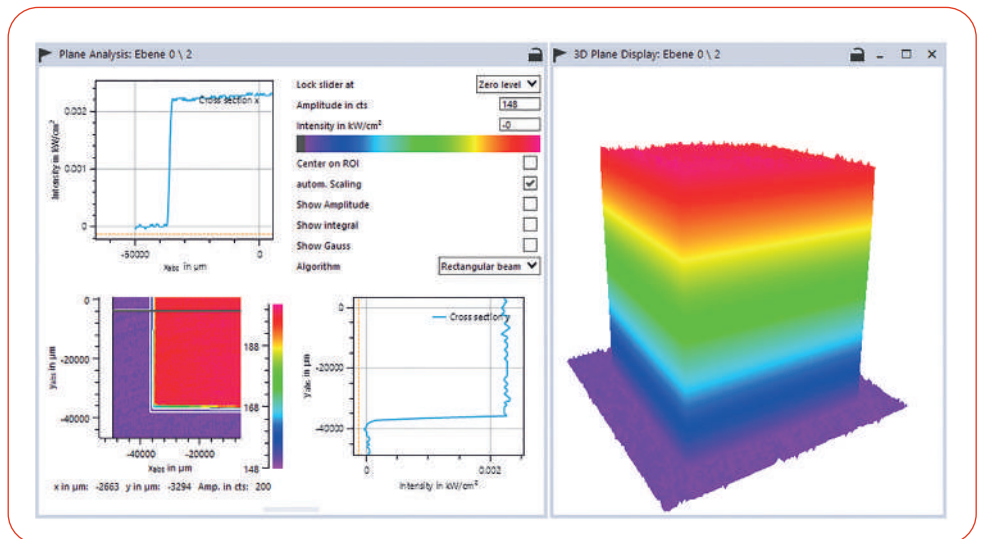 Plane Analysis: Ebene 0 \ 2
Cross section x
0.002
0.001
0
Intensity in kW/cm²
-50000
0
xabs in µm
Lock slider at
Zero level
Amplitude in cts
148
Intensity in kW/cm²
-0
Center on ROI
autom. Scaling
Show Amplitude
Show integral
Show Gauss
Algorithm
Rectangular beam
0
-20000
-40000
yabs in µm
-40000
-20000
xabs in µm
188
168
148
x in µm: -2663 y in µm: -3294 Amp. in cts: 200
Cross section y
0
-20000
-40000
yabs in µm
0
0.002
Intensity in kW/cm²
3D Plane Display: Ebene 0 \ 2